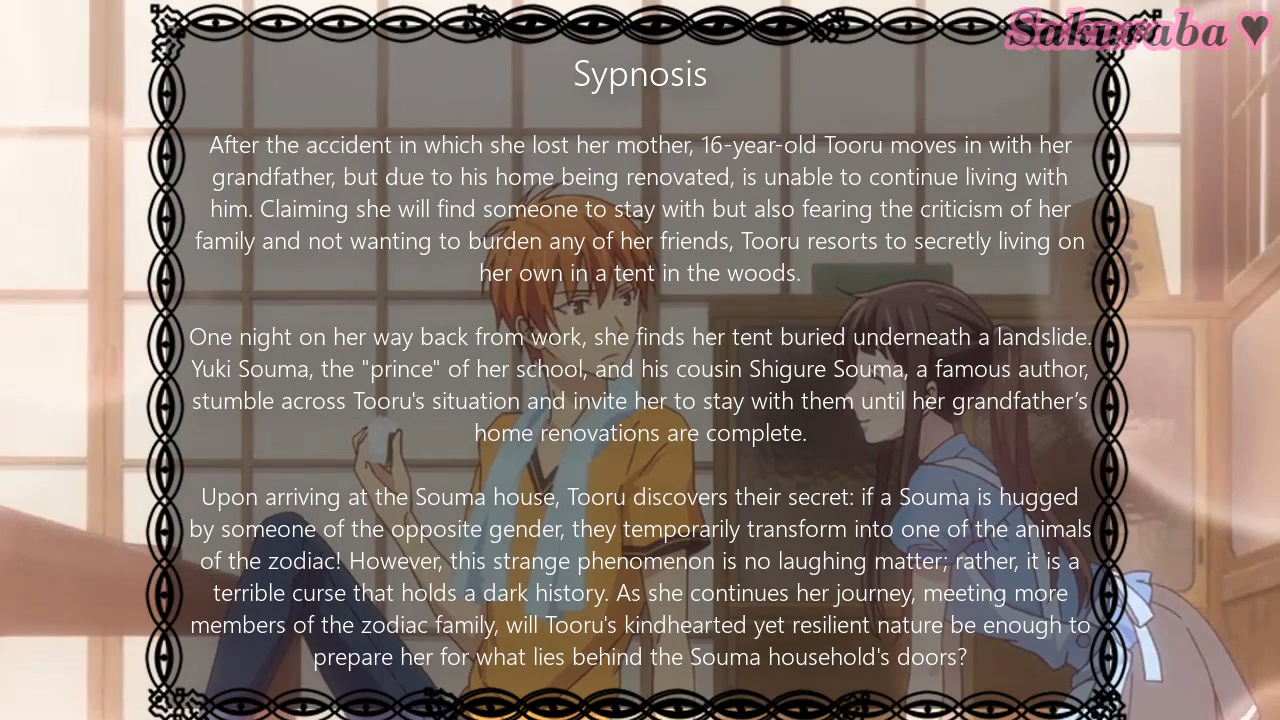 Sakuraba ♥
Sypnosis
After the accident in which she lost her mother, 16-year-old Tooru moves in with her
grandfather, but due to his home being renovated, is unable to continue living with
him. Claiming she will find someone to stay with but also fearing the criticism of her
family and not wanting to burden any of her friends, Tooru resorts to secretly living on
her own in a tent in the woods.
One night on her way back from work, she finds her tent buried underneath a landslide.
Yuki Souma, the "prince" of her school, and his cousin Shigure Souma, a famous author,
stumble across Tooru's situation and invite her to stay with them until her grandfather’s
home renovations are complete.
Upon arriving at the Souma house, Tooru discovers their secret: if a Souma is hugged
by someone of the opposite gender, they temporarily transform into one of the animals
of the zodiac! However, this strange phenomenon is no laughing matter; rather, it is a
terrible curse that holds a dark history. As she continues her journey, meeting more
members of the zodiac family, will Tooru's kindhearted yet resilient nature be enough to
prepare her for what lies behind the Souma household's doors?